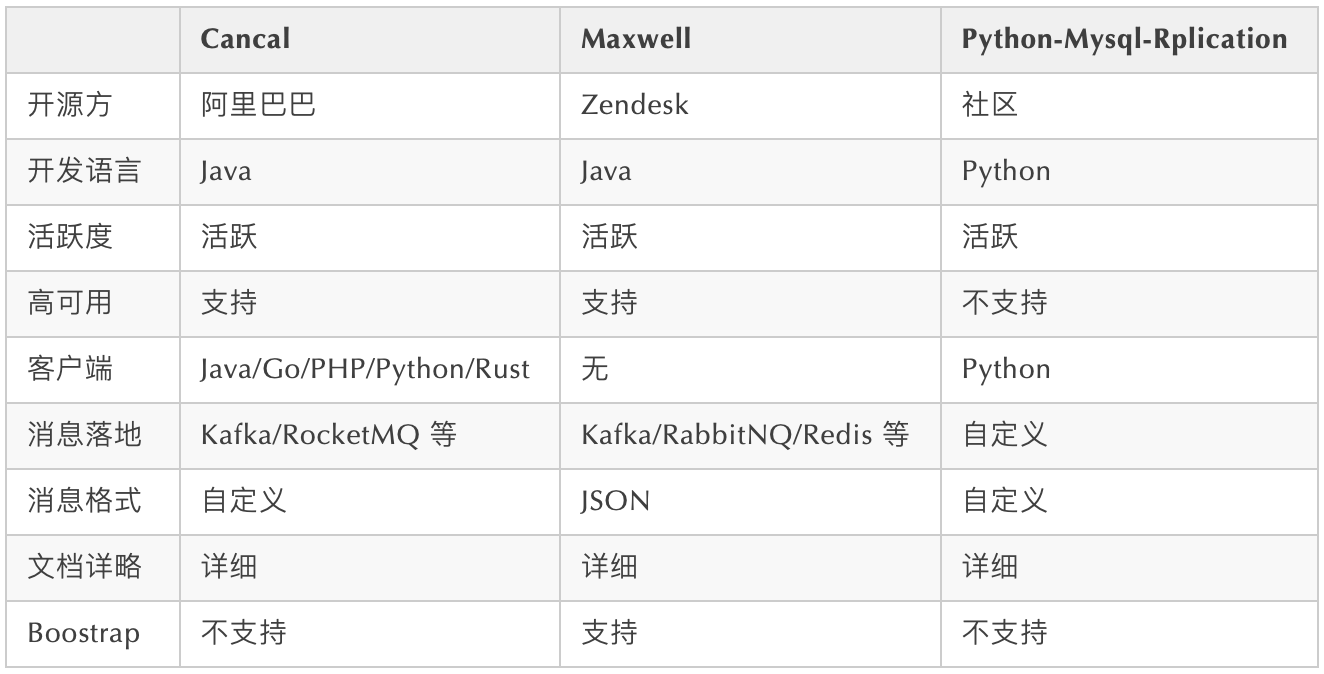 Cancal Maxwell Python-Mysql-Rplication
开源方 阿里巴巴 Zendesk 社区
开发语言 Java Java Python
活跃度 活跃 活跃 活跃
高可用 支持 支持 不支持
客户端 Java/Go/PHP/Python/Rust 无 Python
消息落地 Kafka/RocketMQ 等 Kafka/RabbitNQ/Redis 等 自定义
消息格式 自定义 JSON 自定义
文档详略 详细 详细 详细
Boostrap 不支持 支持 不支持